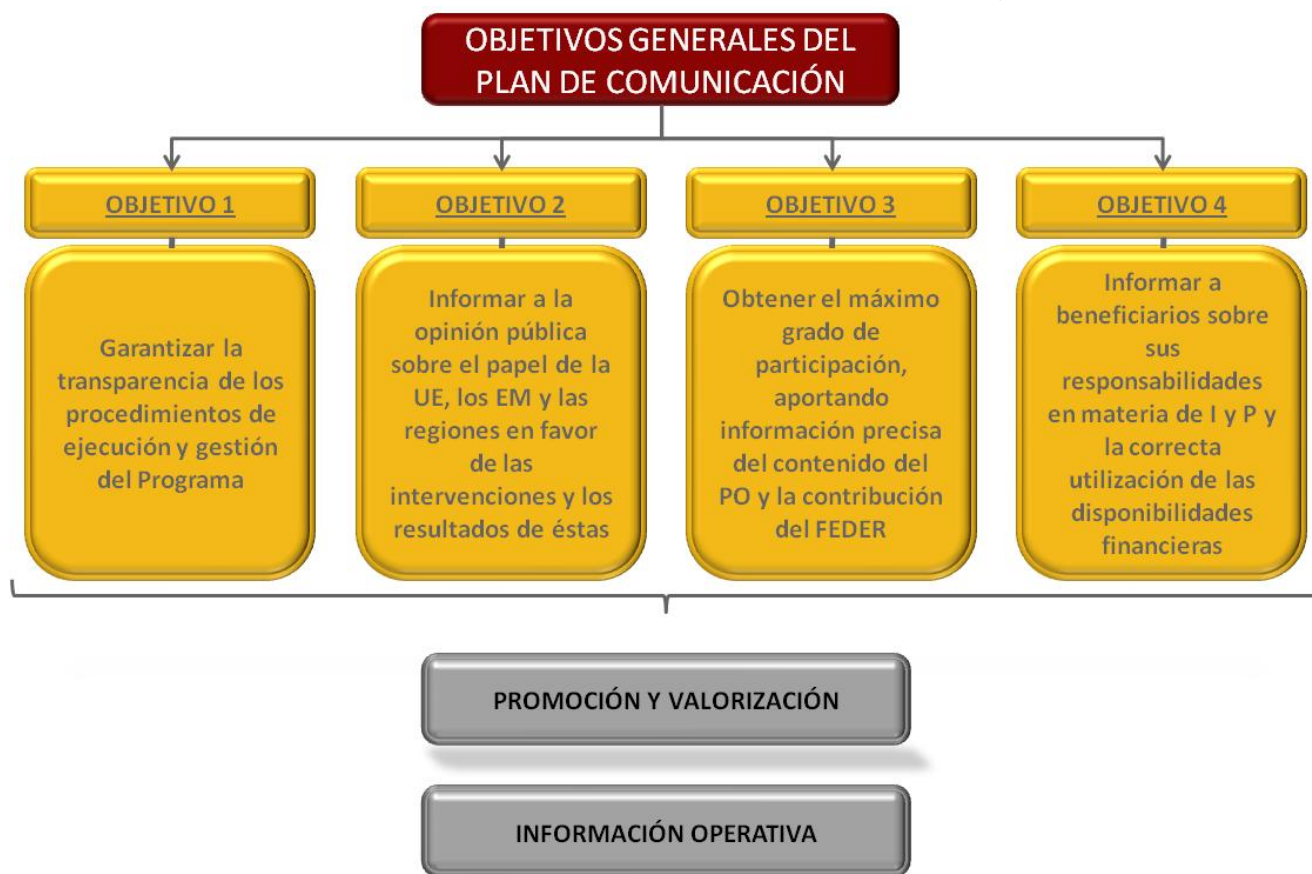 OBJETIVOS GENERALES DEL
PLAN DE COMUNICACIÓN
OBJETIVO 1
Garantizar la
transparencia de los
procedimientos de
ejecución y gestión
del Programa
OBJETIVO 2
Informar a la
opinión pública
sobre el papel de la
UE, los EM y las
regiones en favor
de las
intervenciones y los
resultados de éstas
OBJETIVO 3
Obtener el máximo
grado de
participación,
aportando
información precisa
del contenido del
PO y la contribución
del FEDER
OBJETIVO 4
Informar a
beneficiarios sobre
sus
responsabilidades
en materia de I y P y
la correcta
utilización de las
disponibilidades
financieras
PROMOCIÓN Y VALORIZACIÓN
INFORMACIÓN OPERATIVA